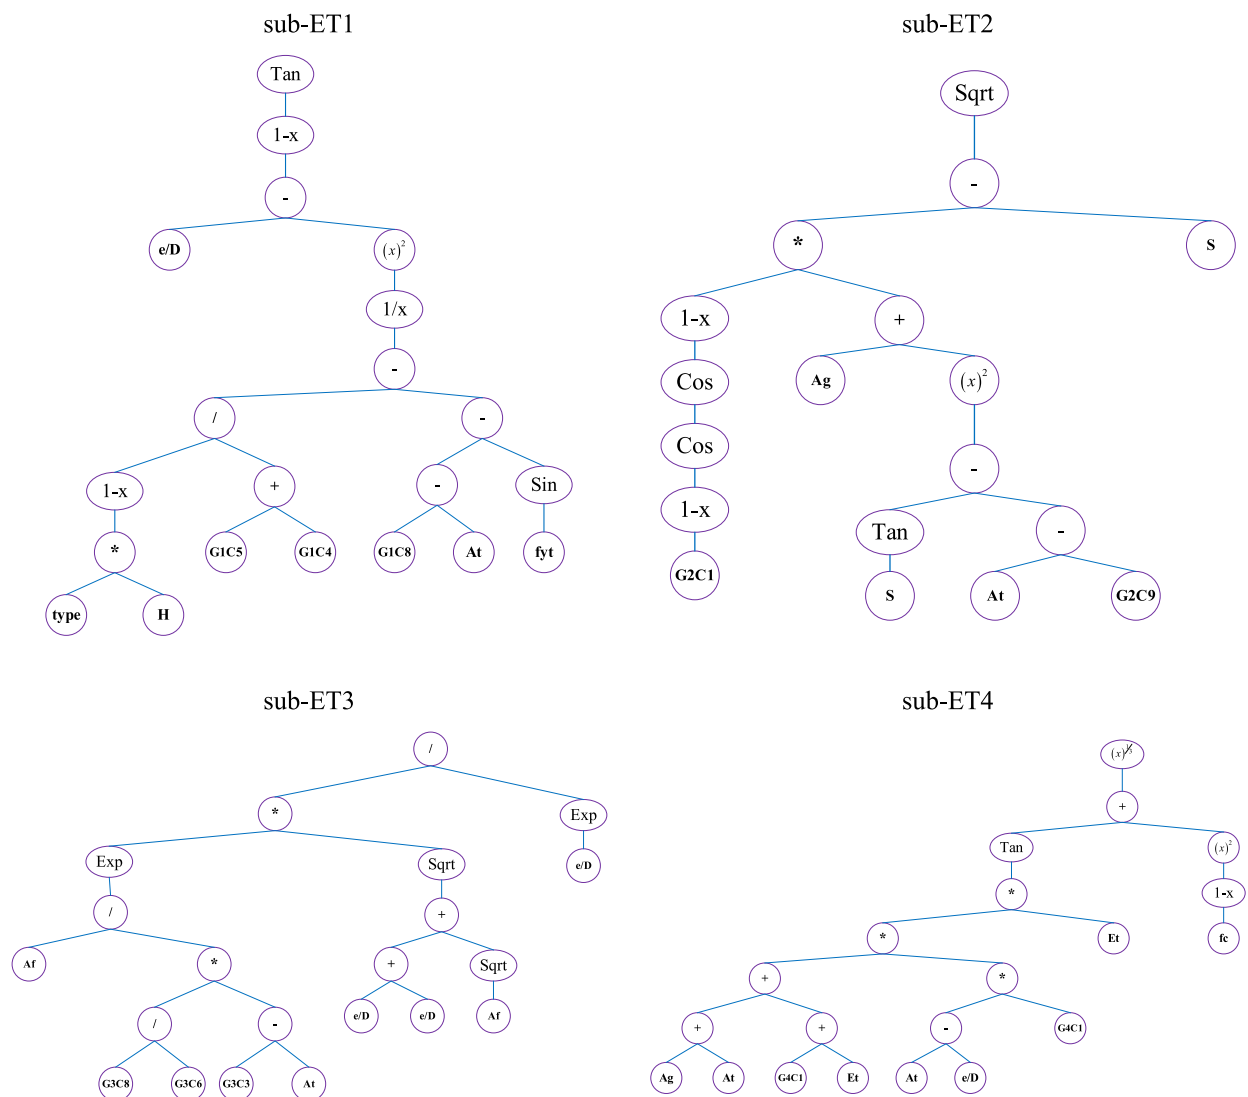 sub-ET1
Tan
1-x
-
e/D
(x)²
1/x
-
/
-
1-x
+
-
Sin
*
G1C5
G1C4
G1C8
At
fyt
type
H
sub-ET2
Sqrt
-
*
S
1-x
+
Cos
Ag
(x)²
Cos
-
1-x
Tan
-
G2C1
S
At
G2C9
sub-ET3
/
*
Exp
Exp
Sqrt
e/D
/
+
Af
*
+
Sqrt
/
-
e/D
e/D
Af
G3C8
G3C6
G3C3
At
sub-ET4
(x)^⅓
+
Tan
(x)²
*
1-x
*
Et
fc
+
*
+
+
-
G4C1
Ag
At
G4C1
Et
At
e/D